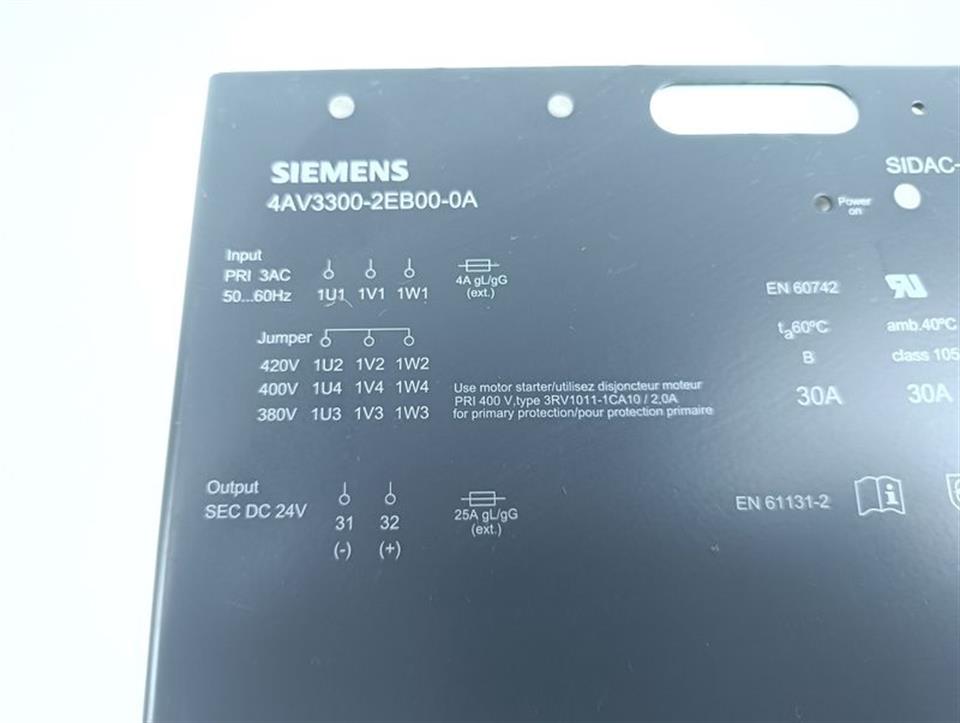 SIEMENS
4AV3300-2EB00-0A
SIDAC-
Power
on
Input
PRI 3AC
50...60Hz
1U1 1V1 1W1
4A gL/gG
(ext.)
EN 60742
ta60°C
B
30A
amb.40°C
class 105
30A
Jumper
420V 1U2 1V2 1W2
400V 1U4 1V4 1W4
380V 1U3 1V3 1W3
Use motor starter/utilisez disjoncteur moteur
PRI 400 V,type 3RV1011-1CA10 / 2,0A
for primary protection/pour protection primaire
Output
SEC DC 24V
31 32
(-) (+)
25A gL/gG
(ext.)
EN 61131-2